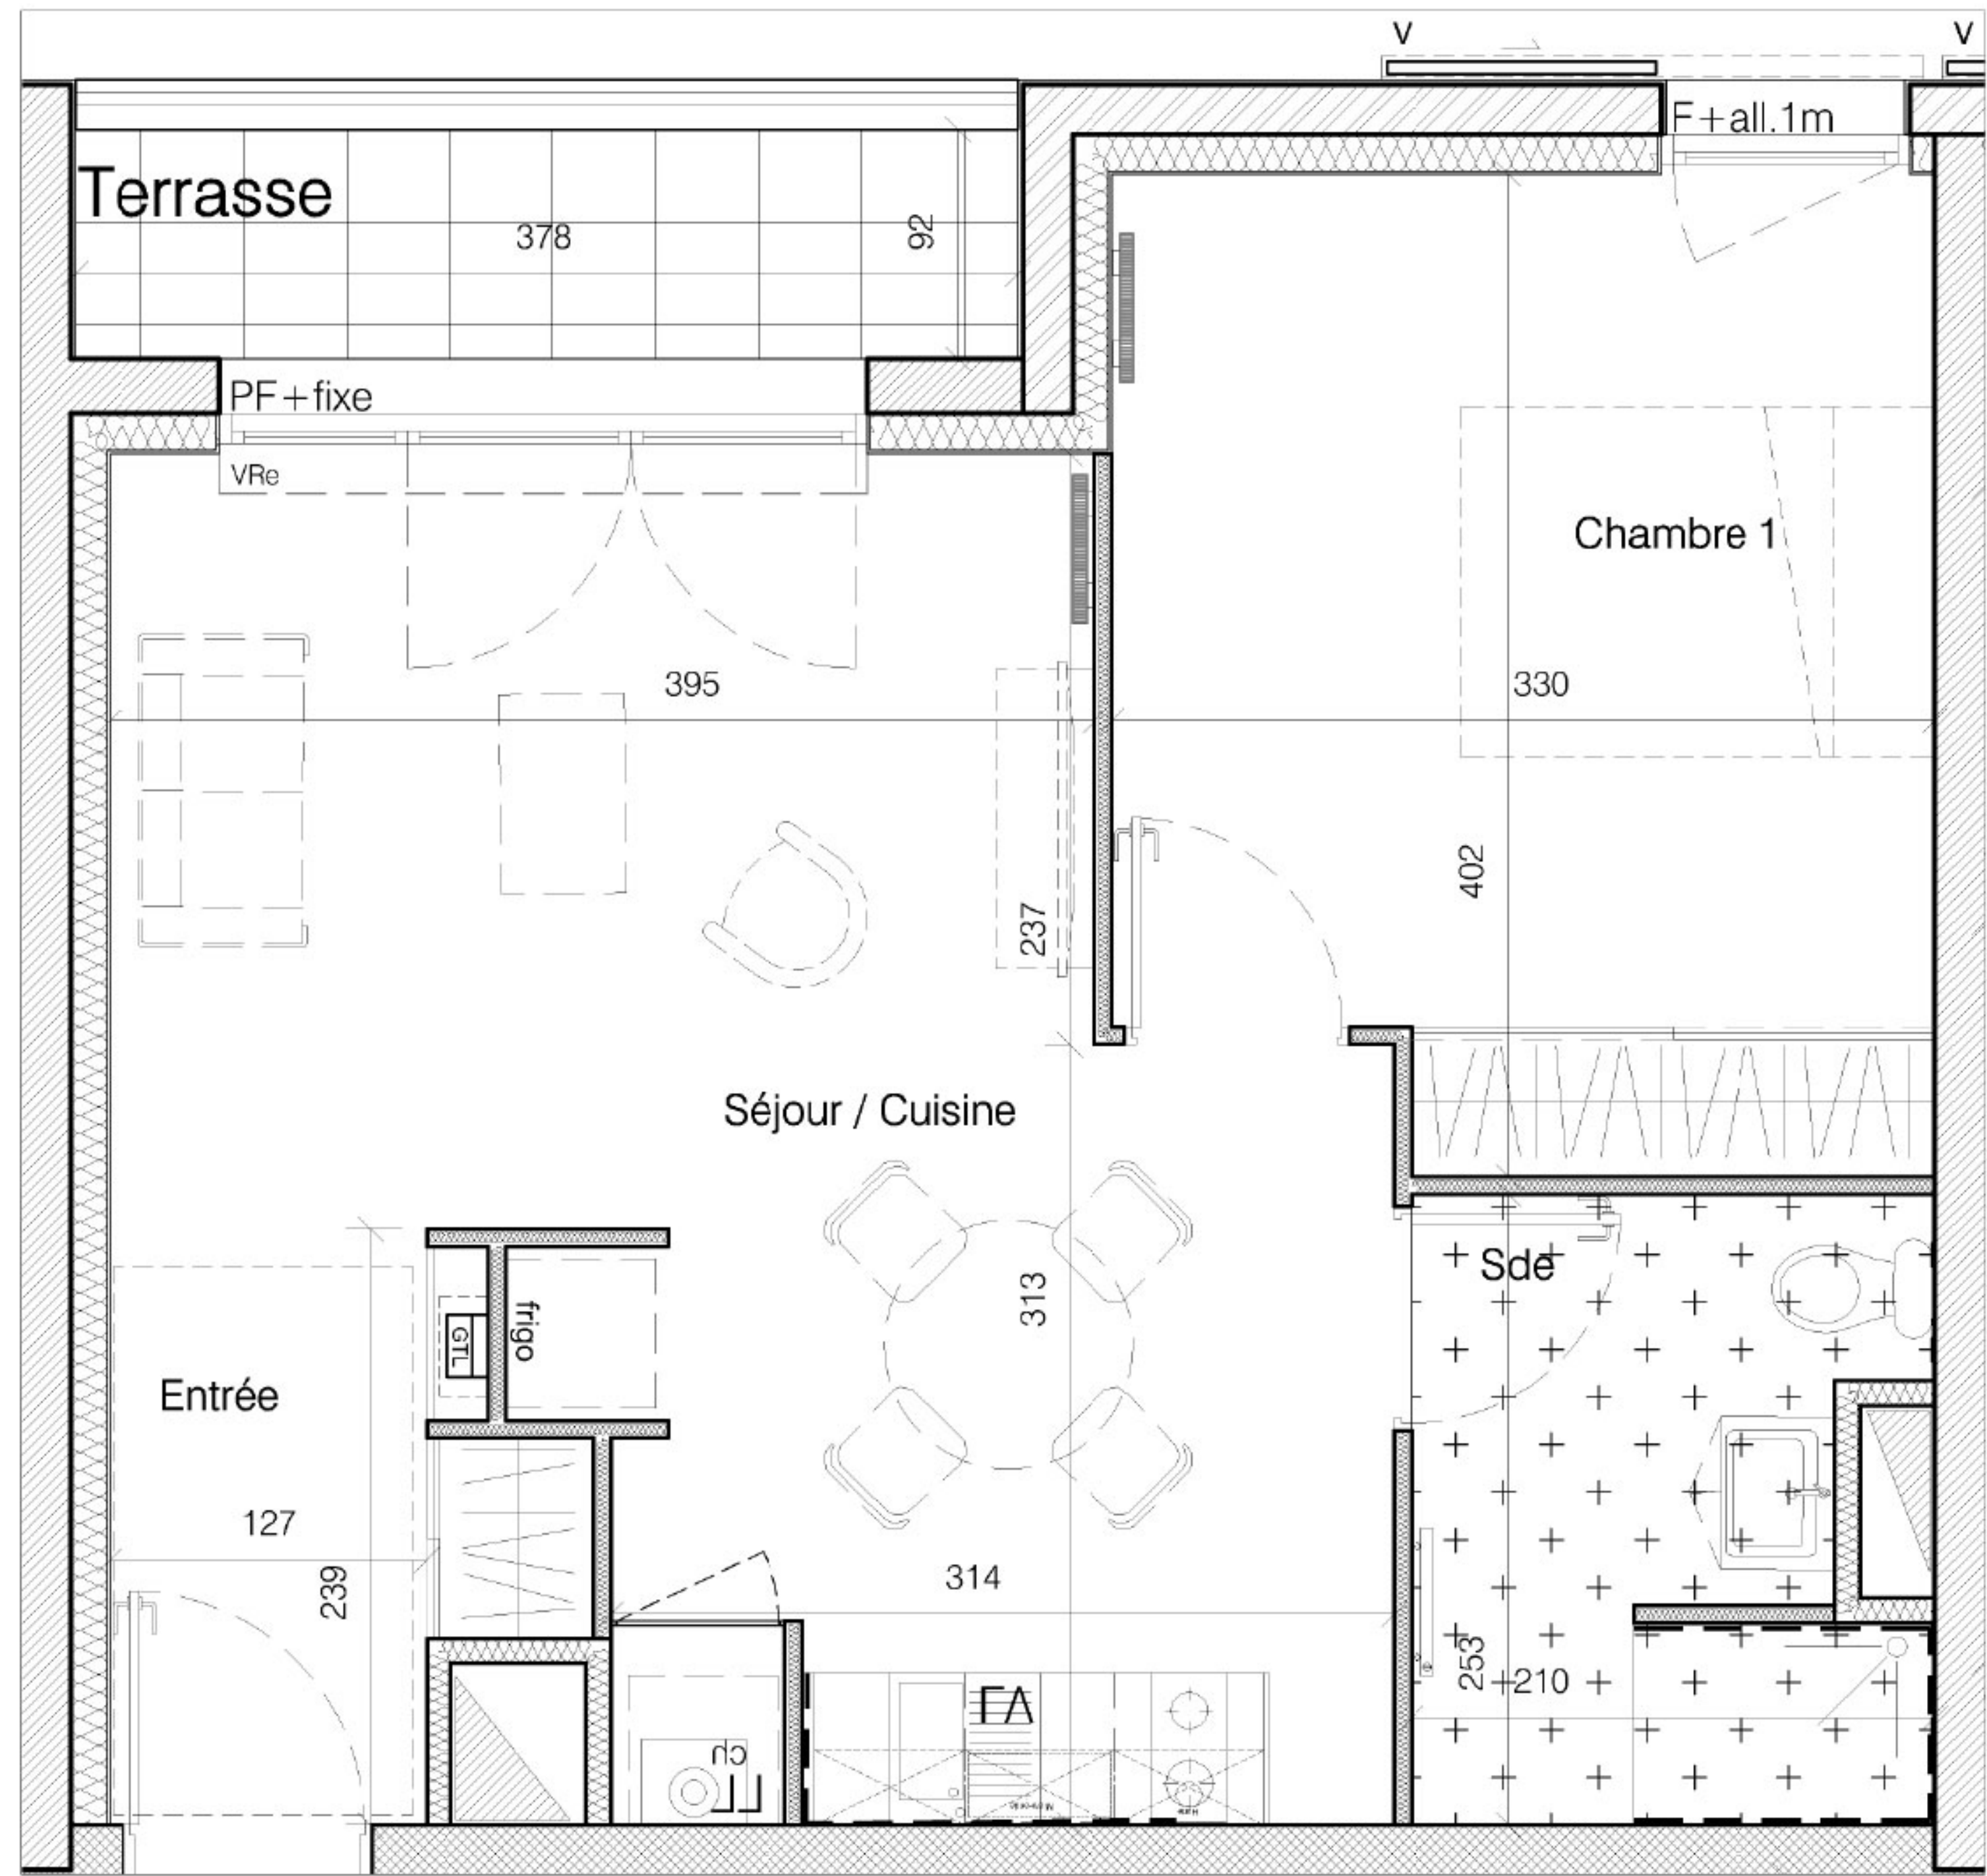 V
V
F+all.1m
Terrasse
378
92
PF+fixe
VRe
Chambre 1
395
330
402
237
Séjour / Cuisine
Sde
313
frigo
GTL
Entrée
127
239
314
253
210
LV
ch
LL